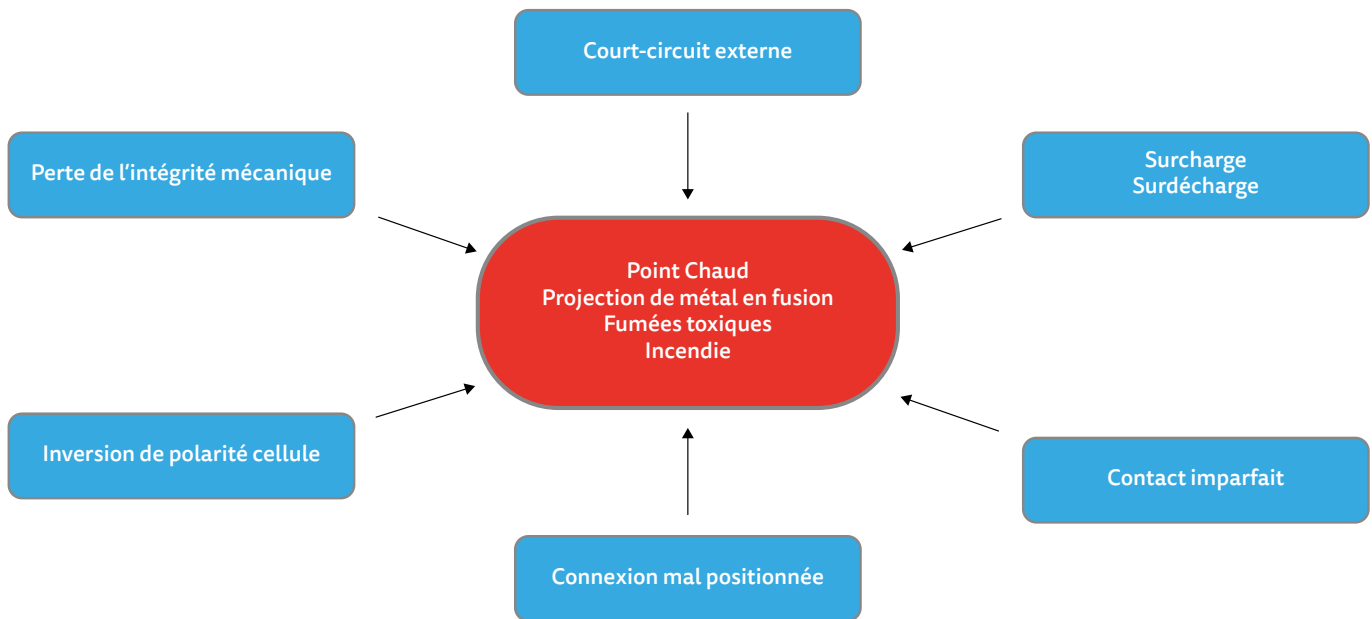 Court-circuit externe
Perte de l'intégrité mécanique
Surcharge
Surdécharge
Point Chaud
Projection de métal en fusion
Fumées toxiques
Incendie
Inversion de polarité cellule
Contact imparfait
Connexion mal positionnée